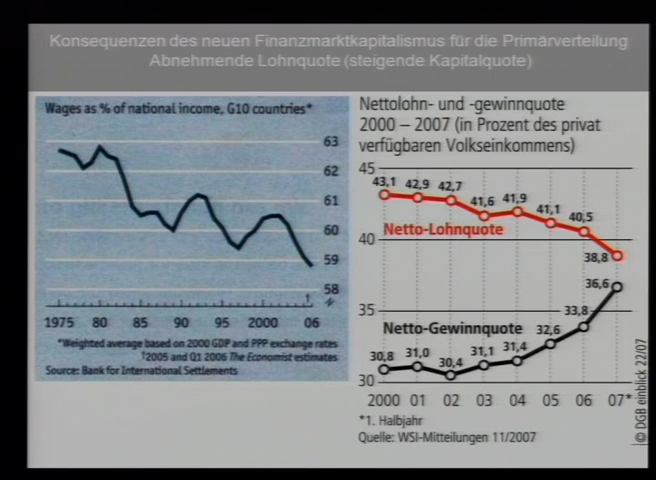 Konsequenzen des neuen Finanzmarktkapitalismus für die Primärverteilung
Abnehmende Lohnquote (steigende Kapitalquote)
Wages as % of national income, G10 countries*
63
62
61
60
59
58
1975 80 85 90 95 2000 06
*Weighted average based on 2000 GDP and PPP exchange rates
†2005 and Q1 2006 The Economist estimates
Source: Bank for International Settlements
Nettolohn- und -gewinnquote
2000 – 2007 (in Prozent des privat
verfügbaren Volkseinkommens)
45
43,1 42,9 42,7 41,6 41,9 41,1 40,5 38,8
Netto-Lohnquote
40
36,6
35
33,8
Netto-Gewinnquote 32,6
30,8 31,0 30,4 31,1 31,4
30
2000 01 02 03 04 05 06 07*
*1. Halbjahr
Quelle: WSI-Mitteilungen 11/2007
© DGB einblick 22/07